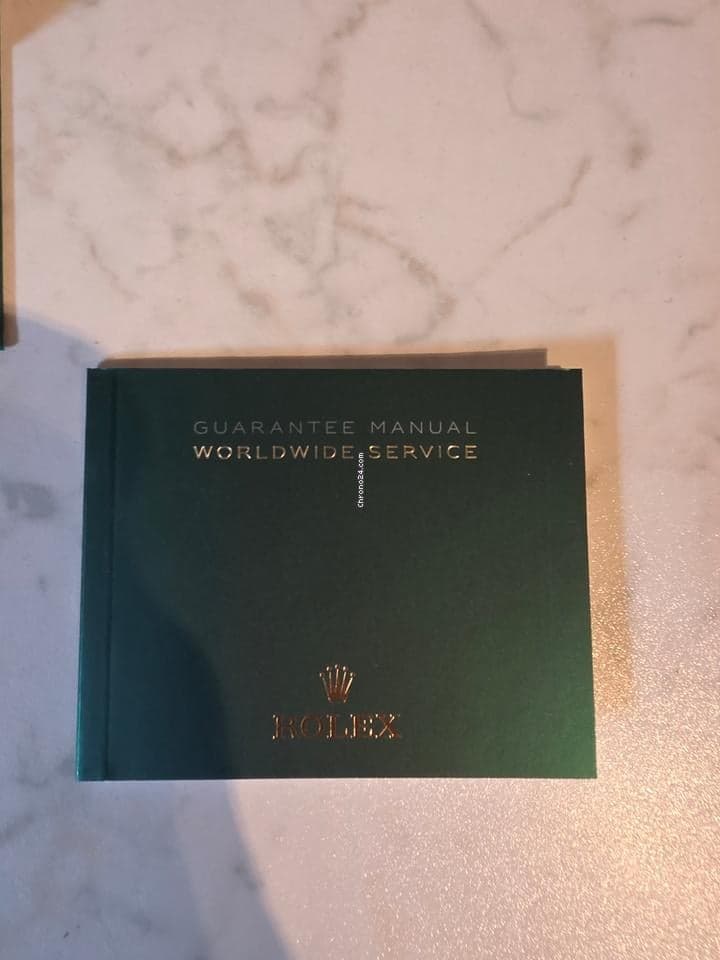 GUARANTEE MANUAL
WORLDWIDE SERVICE
Chrono24.com
ROLEX